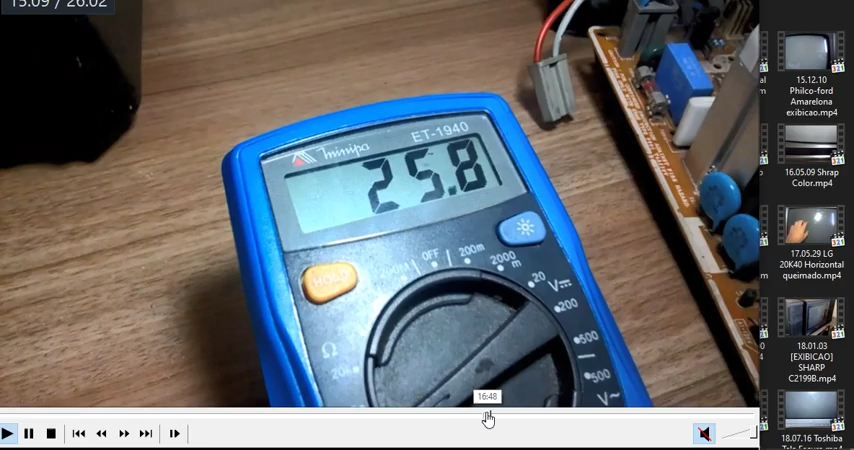 15:09 / 26:02
minipa
ET-1940
25.8
HOLD
OFF
200m
2000
m
20
V
200
500
500
V~
Ω
16:48
15.12.10
Philco-ford
Amarelona
exibicao.mp4
16.05.09 Shrap
Color.mp4
17.05.29 LG
20K40 Horizontal
queimado.mp4
18.01.03
[EXIBICAO]
SHARP
C2199B.mp4
18.07.16 Toshiba